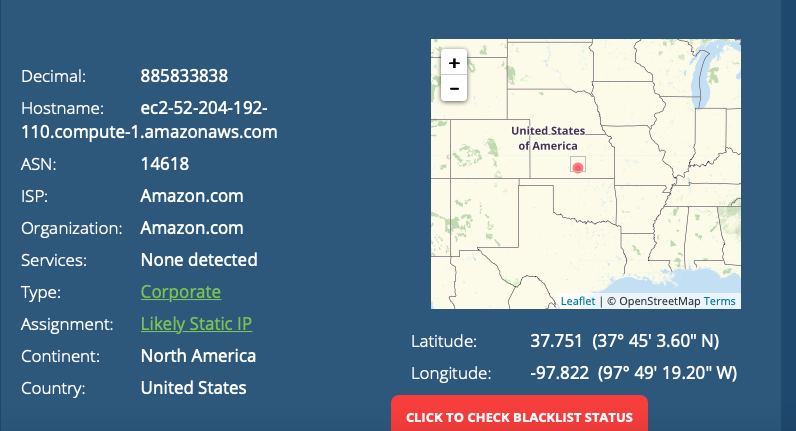 Decimal: 885833838
Hostname: ec2-52-204-192-
110.compute-1.amazonaws.com
ASN: 14618
ISP: Amazon.com
Organization: Amazon.com
Services: None detected
Type: Corporate
Assignment: Likely Static IP
Continent: North America
Country: United States
+
−
United States
of America
Leaflet | © OpenStreetMap Terms
Latitude: 37.751 (37° 45' 3.60" N)
Longitude: -97.822 (97° 49' 19.20" W)
CLICK TO CHECK BLACKLIST STATUS